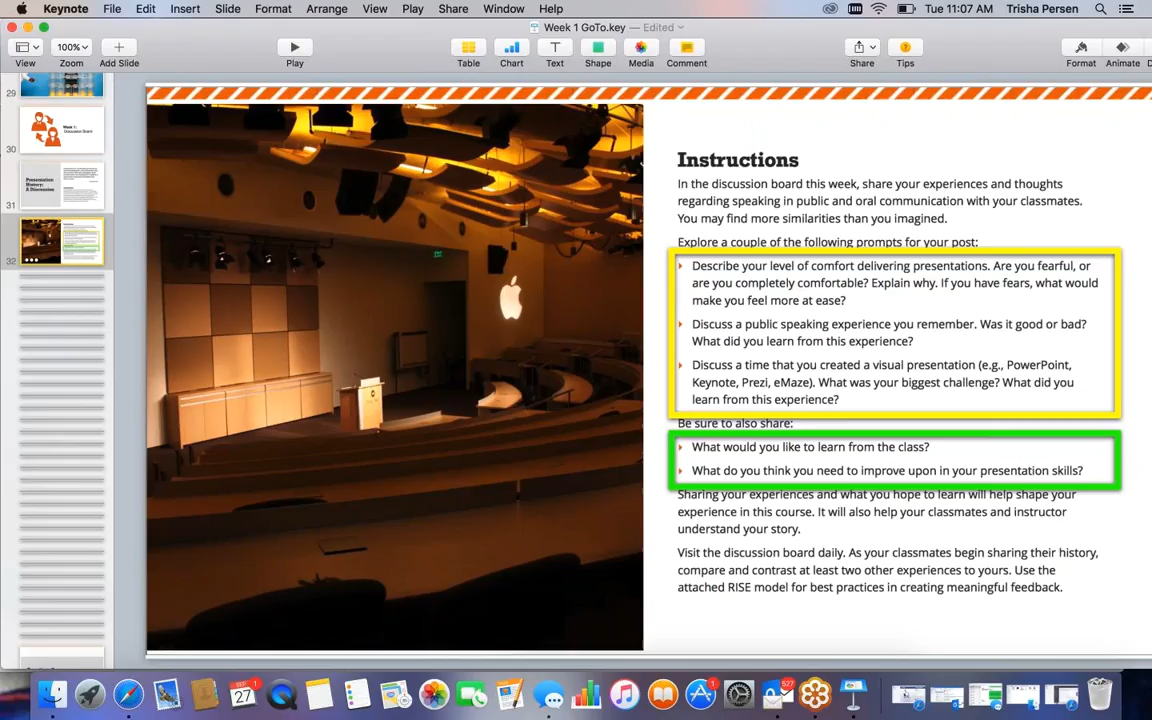 Keynote File Edit Insert Slide Format Arrange View Play Share Window Help Tue 11:07 AM Trisha Persen
Week 1 GoTo.key — Edited
100%
View Zoom Add Slide Play Table Chart Text Shape Media Comment Share Tips Format Animate
29
30
Week 1:
Discussion Board
31
Presentation
History:
A Discussion
32
Instructions
In the discussion board this week, share your experiences and thoughts
regarding speaking in public and oral communication with your classmates.
You may find more similarities than you imagined.
Explore a couple of the following prompts for your post:
Describe your level of comfort delivering presentations. Are you fearful, or
are you completely comfortable? Explain why. If you have fears, what would
make you feel more at ease?
Discuss a public speaking experience you remember. Was it good or bad?
What did you learn from this experience?
Discuss a time that you created a visual presentation (e.g., PowerPoint,
Keynote, Prezi, eMaze). What was your biggest challenge? What did you
learn from this experience?
Be sure to also share:
What would you like to learn from the class?
What do you think you need to improve upon in your presentation skills?
Sharing your experiences and what you hope to learn will help shape your
experience in this course. It will also help your classmates and instructor
understand your story.
Visit the discussion board daily. As your classmates begin sharing their history,
compare and contrast at least two other experiences to yours. Use the
attached RISE model for best practices in creating meaningful feedback.
27
1
1
527